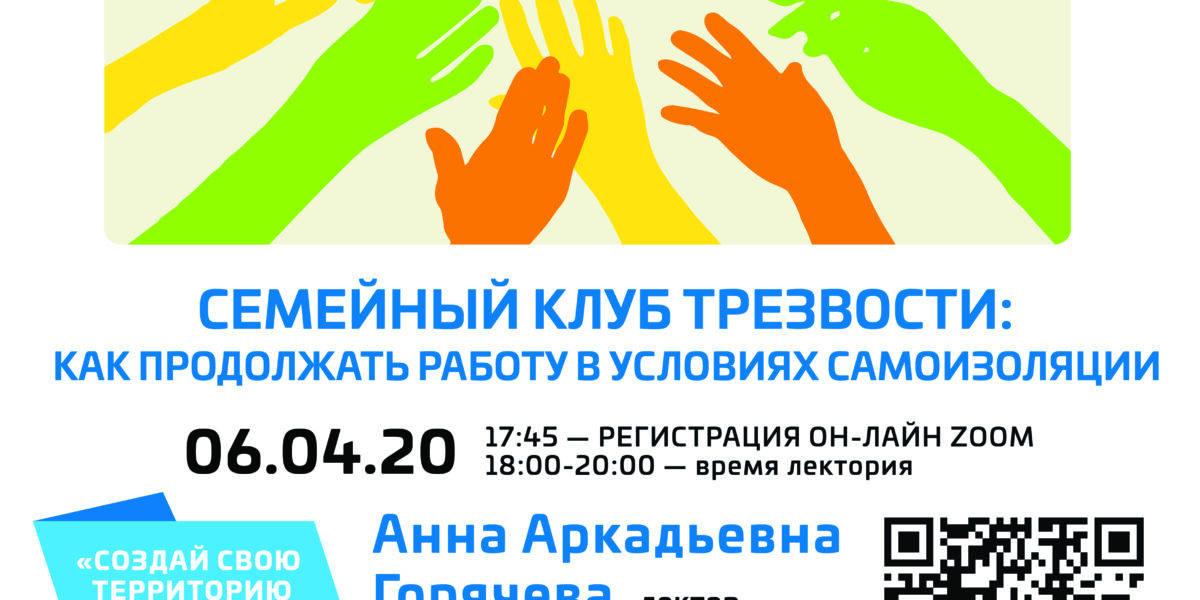 СЕМЕЙНЫЙ КЛУБ ТРЕЗВОСТИ:
КАК ПРОДОЛЖАТЬ РАБОТУ В УСЛОВИЯХ САМОИЗОЛЯЦИИ
06.04.20
17:45 — РЕГИСТРАЦИЯ ОН-ЛАЙН ZOOM
18:00-20:00 — время лектория
«СОЗДАЙ СВОЮ
ТЕРРИТОРИЮ
Анна Аркадьевна
Горячева